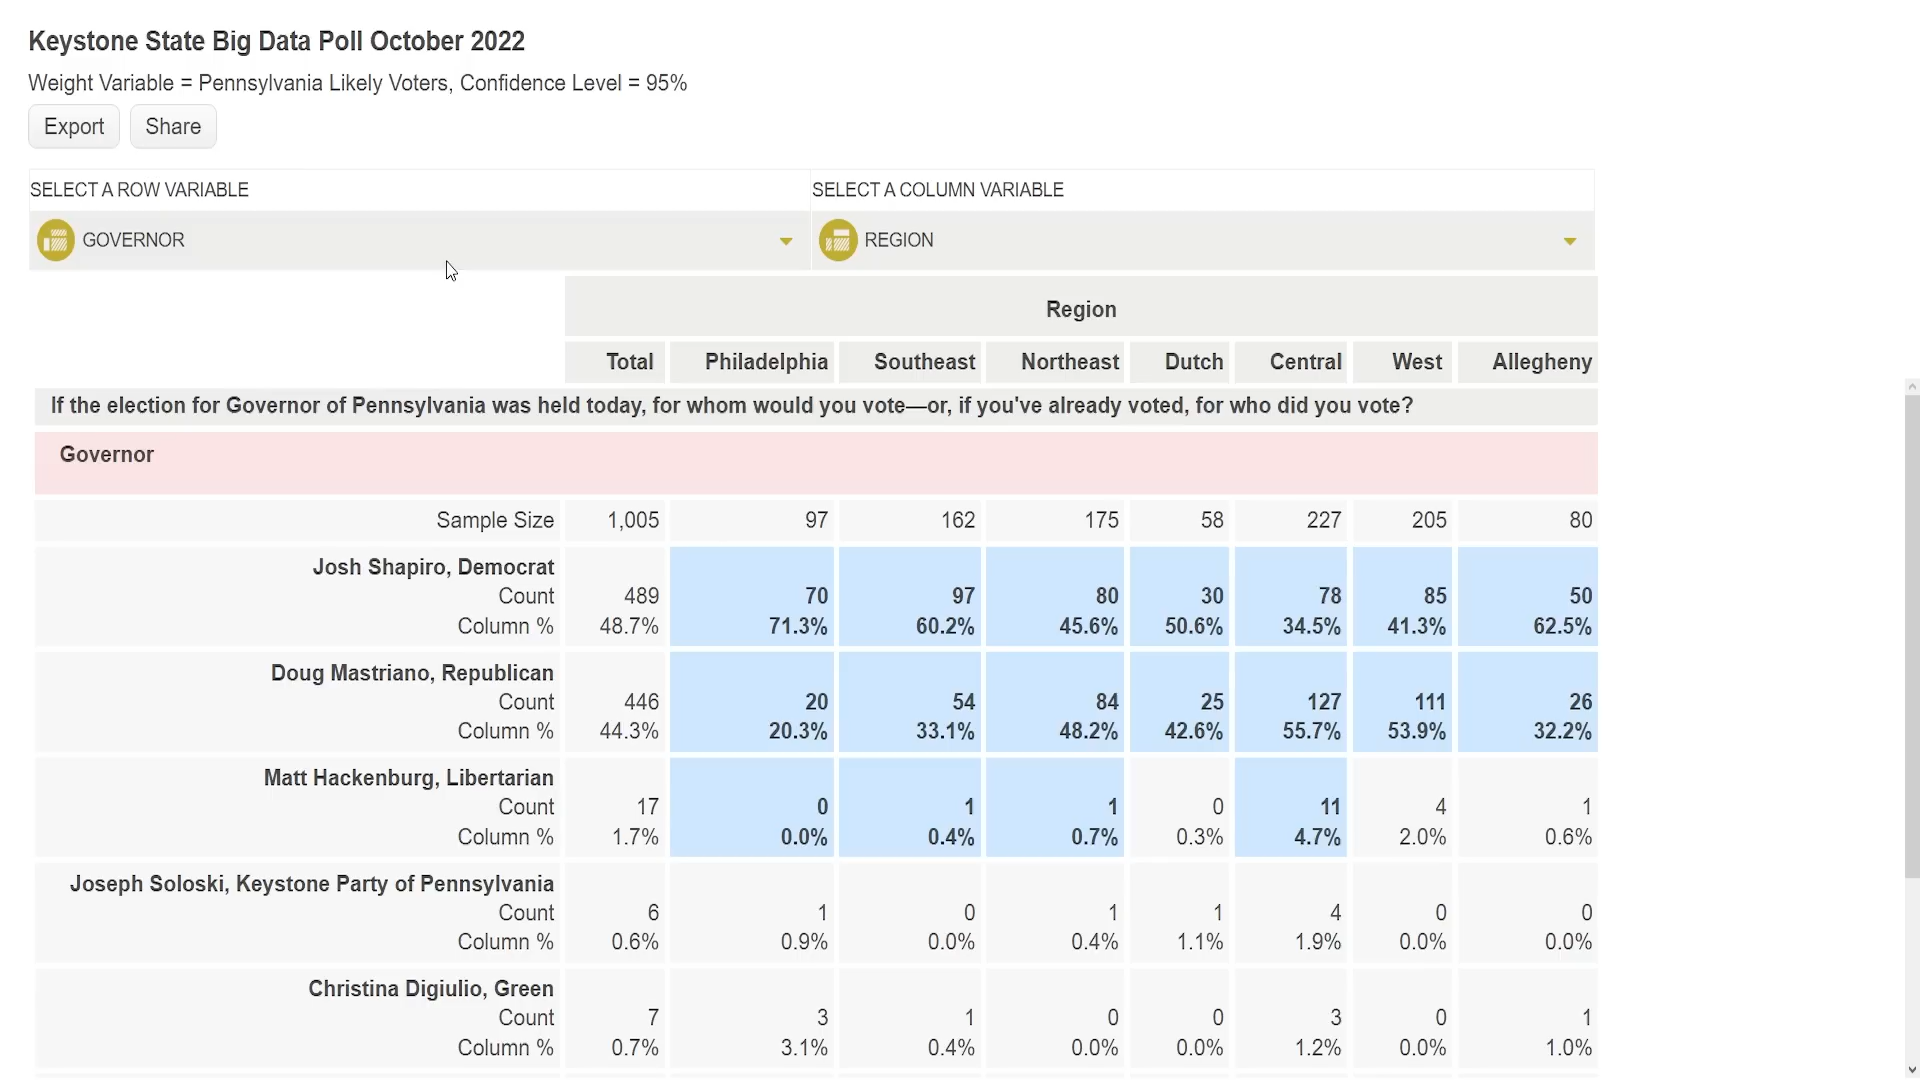 Keystone State Big Data Poll October 2022
Weight Variable = Pennsylvania Likely Voters, Confidence Level = 95%
Export Share
SELECT A ROW VARIABLE SELECT A COLUMN VARIABLE
GOVERNOR REGION
Region
Total Philadelphia Southeast Northeast Dutch Central West Allegheny
If the election for Governor of Pennsylvania was held today, for whom would you vote—or, if you've already voted, for who did you vote?
Governor
Sample Size 1,005 97 162 175 58 227 205 80
Josh Shapiro, Democrat
Count 489 70 97 80 30 78 85 50
Column % 48.7% 71.3% 60.2% 45.6% 50.6% 34.5% 41.3% 62.5%
Doug Mastriano, Republican
Count 446 20 54 84 25 127 111 26
Column % 44.3% 20.3% 33.1% 48.2% 42.6% 55.7% 53.9% 32.2%
Matt Hackenburg, Libertarian
Count 17 0 1 1 0 11 4 1
Column % 1.7% 0.0% 0.4% 0.7% 0.3% 4.7% 2.0% 0.6%
Joseph Soloski, Keystone Party of Pennsylvania
Count 6 1 0 1 1 4 0 0
Column % 0.6% 0.9% 0.0% 0.4% 1.1% 1.9% 0.0% 0.0%
Christina Digiulio, Green
Count 7 3 1 0 0 3 0 1
Column % 0.7% 3.1% 0.4% 0.0% 0.0% 1.2% 0.0% 1.0%